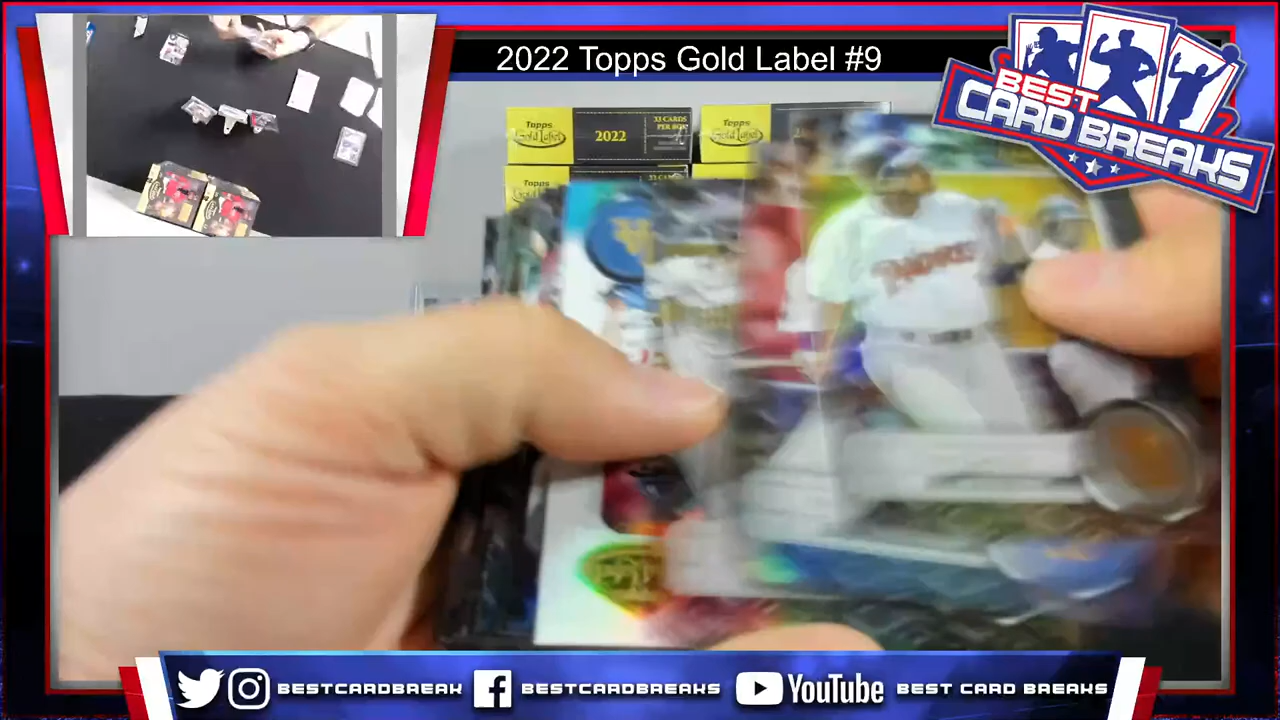 2022 Topps Gold Label #9
BEST
CARD BREAKS
Topps
Gold Label
2022
33 CARDS
PER BOX
Topps
Gold Label
Topps
PADRES
BESTCARDBREAK
BESTCARDBREAKS
YouTube
BEST CARD BREAKS